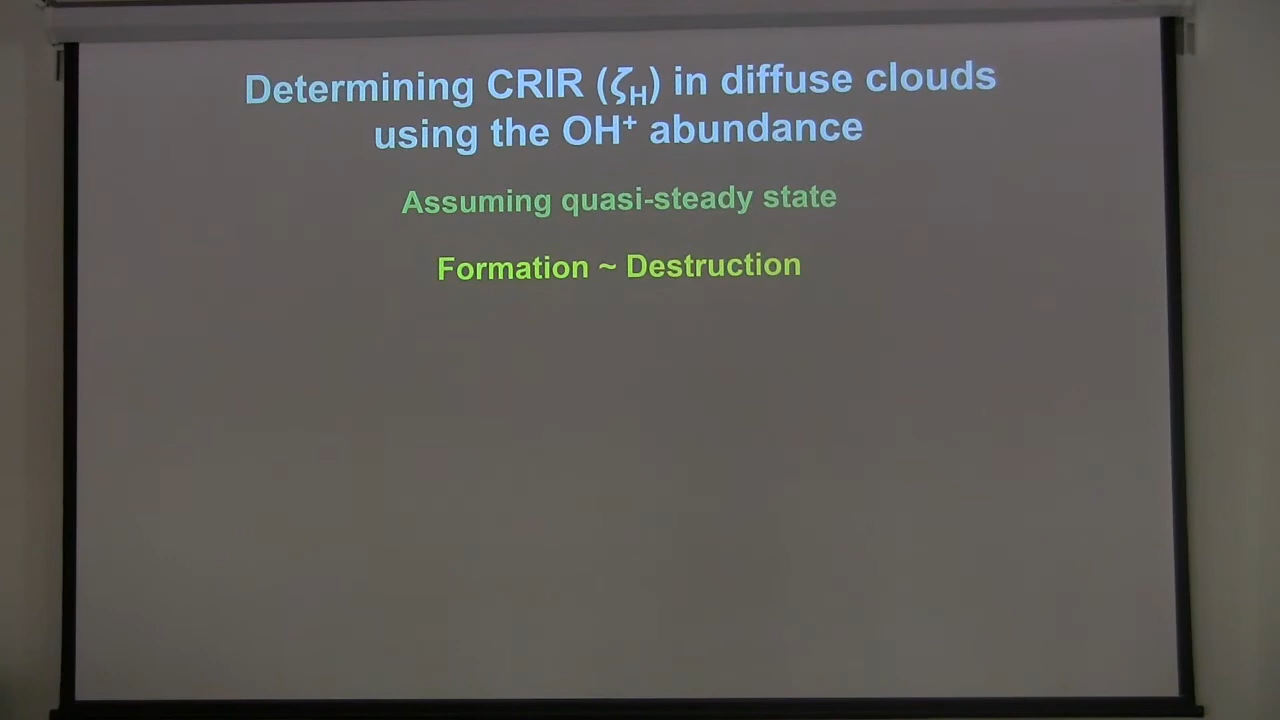 Determining CRIR (ζH) in diffuse clouds
using the OH⁺ abundance
Assuming quasi-steady state
Formation ~ Destruction